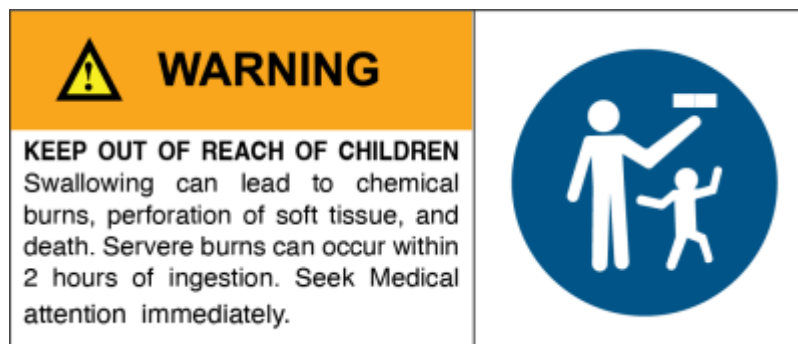 WARNING
KEEP OUT OF REACH OF CHILDREN
Swallowing can lead to chemical
burns, perforation of soft tissue, and
death. Servere burns can occur within
2 hours of ingestion. Seek Medical
attention immediately.